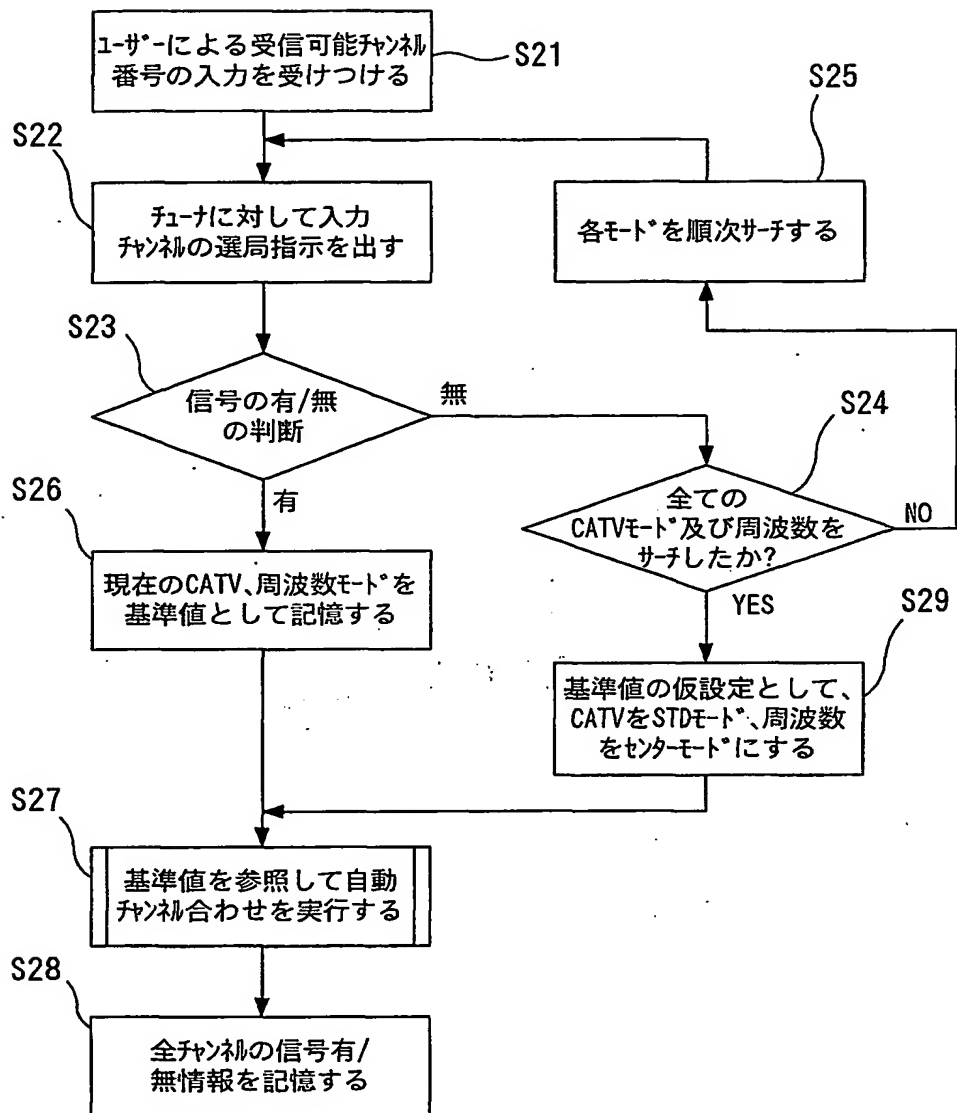 ﾕｰｻﾞｰによる受信可能ﾁｬﾝﾈﾙ
番号の入力を受けつける
S21
S25
S22
ﾁｭｰﾅに対して入力
ﾁｬﾝﾈﾙの選局指示を出す
各ﾓｰﾄﾞを順次ｻｰﾁする
S23
信号の有/無
の判断
無
S24
全ての
CATVﾓｰﾄﾞ及び周波数を
ｻｰﾁしたか?
NO
有
YES
S26
現在のCATV、周波数ﾓｰﾄﾞを
基準値として記憶する
S29
基準値の仮設定として、
CATVをSTDﾓｰﾄﾞ、周波数
をｾﾝﾀｰﾓｰﾄﾞにする
S27
基準値を参照して自動
ﾁｬﾝﾈﾙ合わせを実行する
S28
全ﾁｬﾝﾈﾙの信号有/
無情報を記憶する